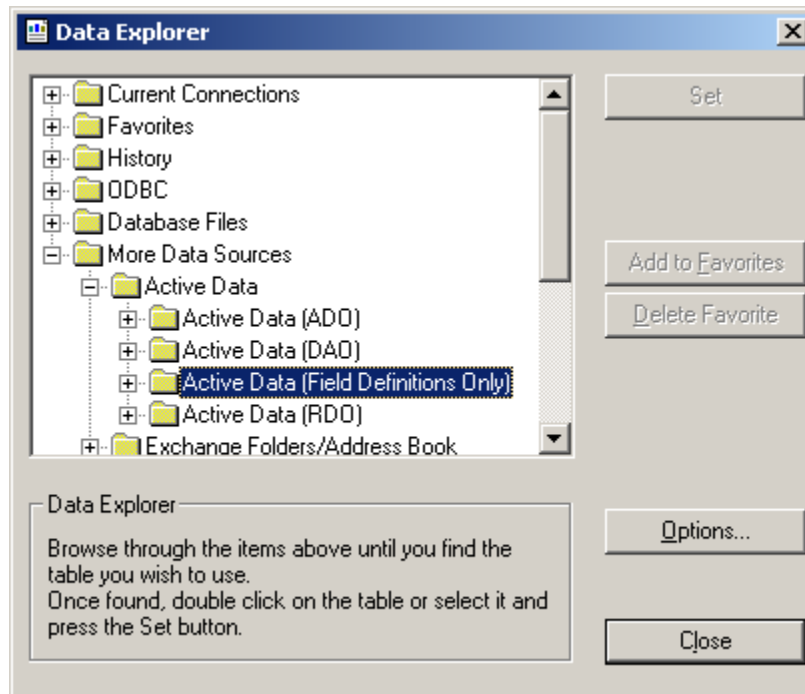 Data Explorer
Current Connections
Set
Favorites
History
ODBC
Database Files
More Data Sources
Add to Favorites
Active Data
Active Data (ADO)
Delete Favorite
Active Data (DAO)
Active Data (Field Definitions Only)
Active Data (RDO)
Exchange Folders/Address Book
Data Explorer
Browse through the items above until you find the
table you wish to use.
Once found, double click on the table or select it and
press the Set button.
Options...
Close